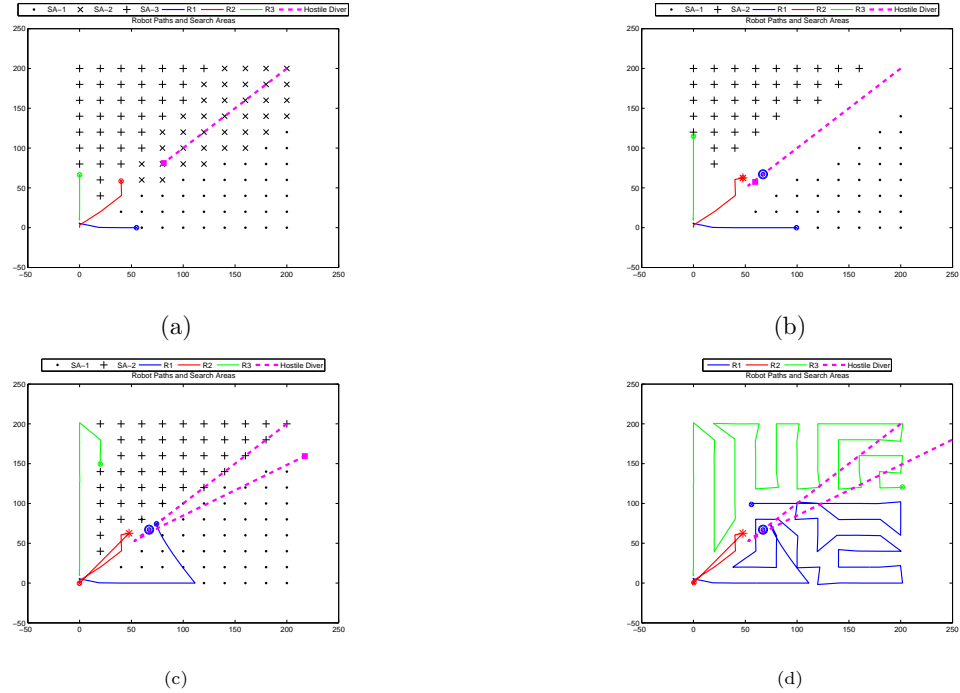 SA−1 SA−2 SA−3 R1 R2 R3 Hostile Diver
Robot Paths and Search Areas
250
200
150
100
50
0
−50
−50 0 50 100 150 200 250
(a)
SA−1 SA−2 R1 R2 R3 Hostile Diver
Robot Paths and Search Areas
250
200
150
100
50
0
−50
−50 0 50 100 150 200 250
(b)
SA−1 SA−2 R1 R2 R3 Hostile Diver
Robot Paths and Search Areas
250
200
150
100
50
0
−50
−50 0 50 100 150 200 250
(c)
R1 R2 R3 Hostile Diver
Robot Paths and Search Areas
250
200
150
100
50
0
−50
−50 0 50 100 150 200 250
(d)